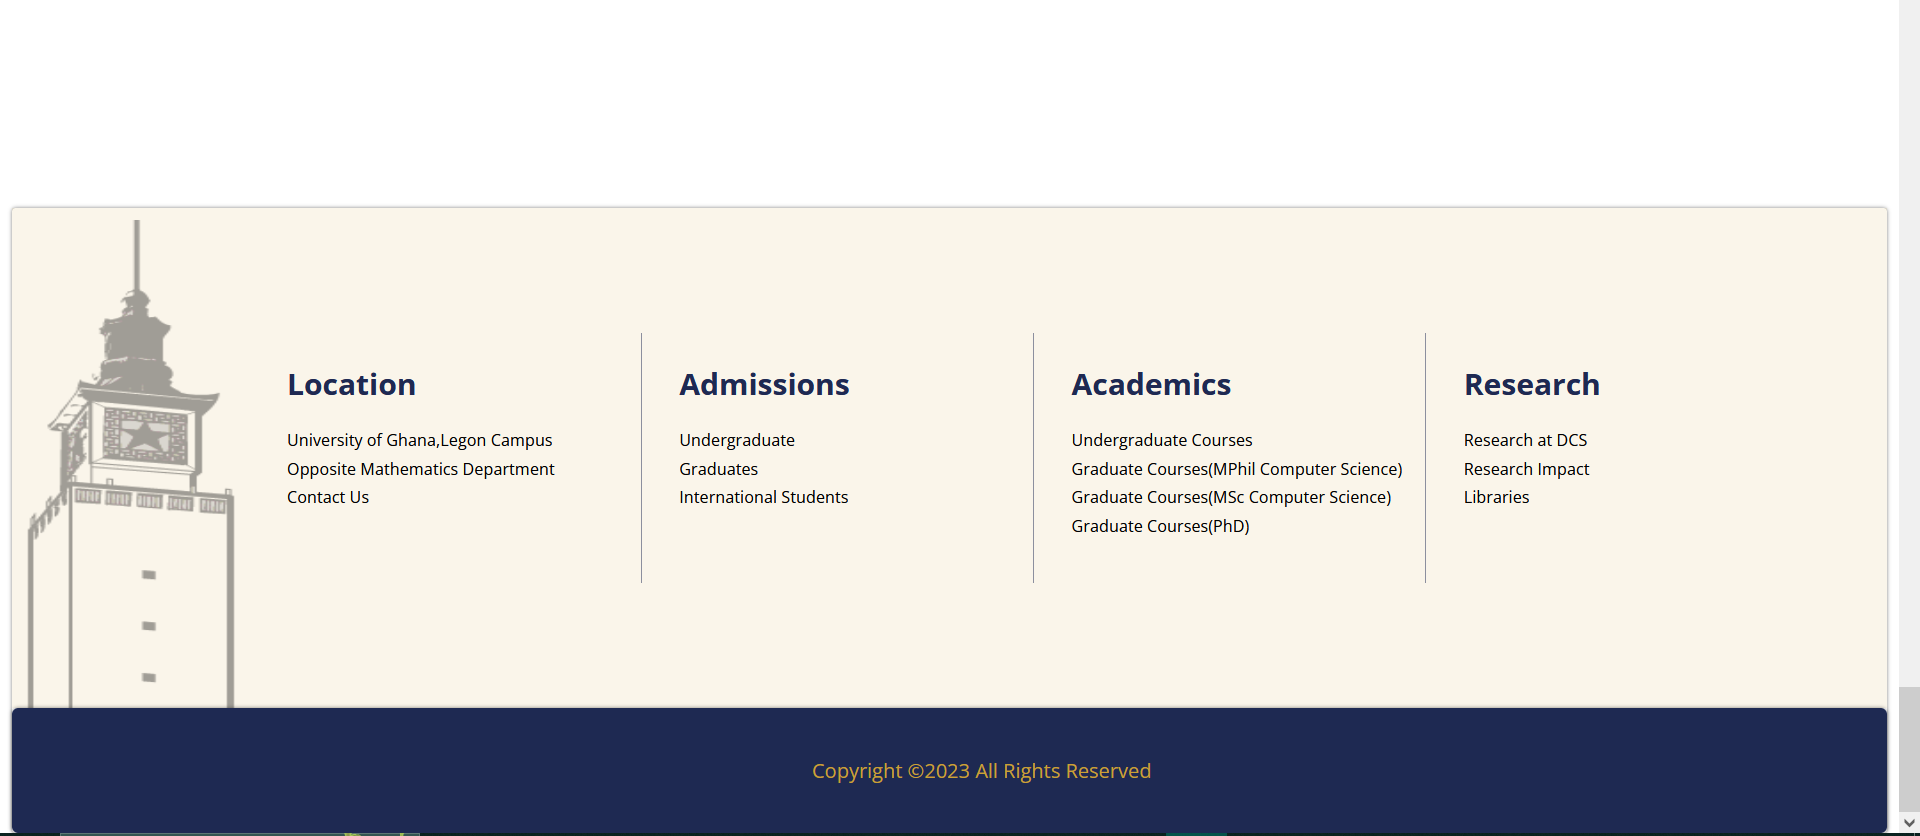 Location
University of Ghana,Legon Campus
Opposite Mathematics Department
Contact Us
Admissions
Undergraduate
Graduates
International Students
Academics
Undergraduate Courses
Graduate Courses(MPhil Computer Science)
Graduate Courses(MSc Computer Science)
Graduate Courses(PhD)
Research
Research at DCS
Research Impact
Libraries
Copyright ©2023 All Rights Reserved